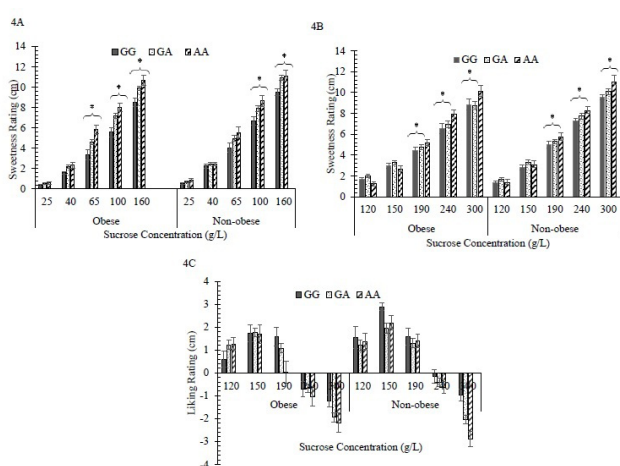 4A
GG GA AA
Sweetness Rating (cm)
14
12
10
8
6
4
2
0
* * * *
25 40 65 100 160 25 40 65 100 160
Obese Non-obese
Sucrose Concentration (g/L)
4B
GG GA AA
Sweetness Rating (cm)
14
12
10
8
6
4
2
0
* * * * * *
120 150 190 240 300 120 150 190 240 300
Obese Non-obese
Sucrose Concentration (g/L)
4C
GG GA AA
Liking Rating (cm)
4
3
2
1
0
-1
-2
-3
-4
-5
120 150 190 240 300 120 150 190
Obese Non-obese
Sucrose Concentration (g/L)